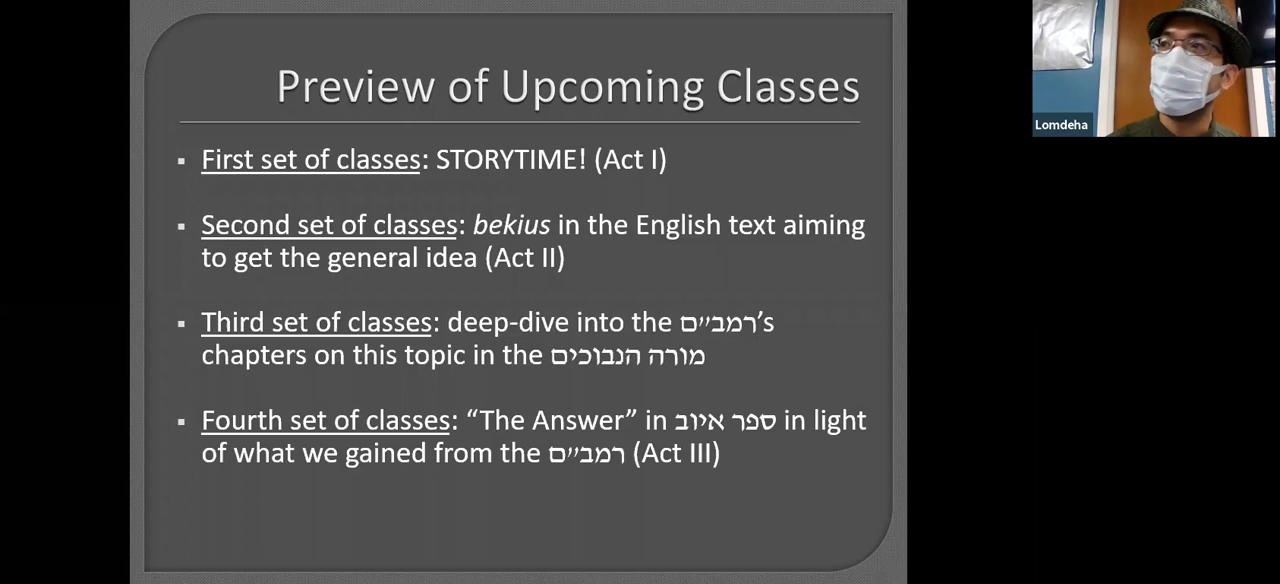 Preview of Upcoming Classes
▪ First set of classes: STORYTIME! (Act I)
▪ Second set of classes: bekius in the English text aiming
to get the general idea (Act II)
▪ Third set of classes: deep-dive into the רמב״ם’s
chapters on this topic in the מורה הנבוכים
▪ Fourth set of classes: “The Answer” in ספר איוב in light
of what we gained from the רמב״ם (Act III)
Lomdeha